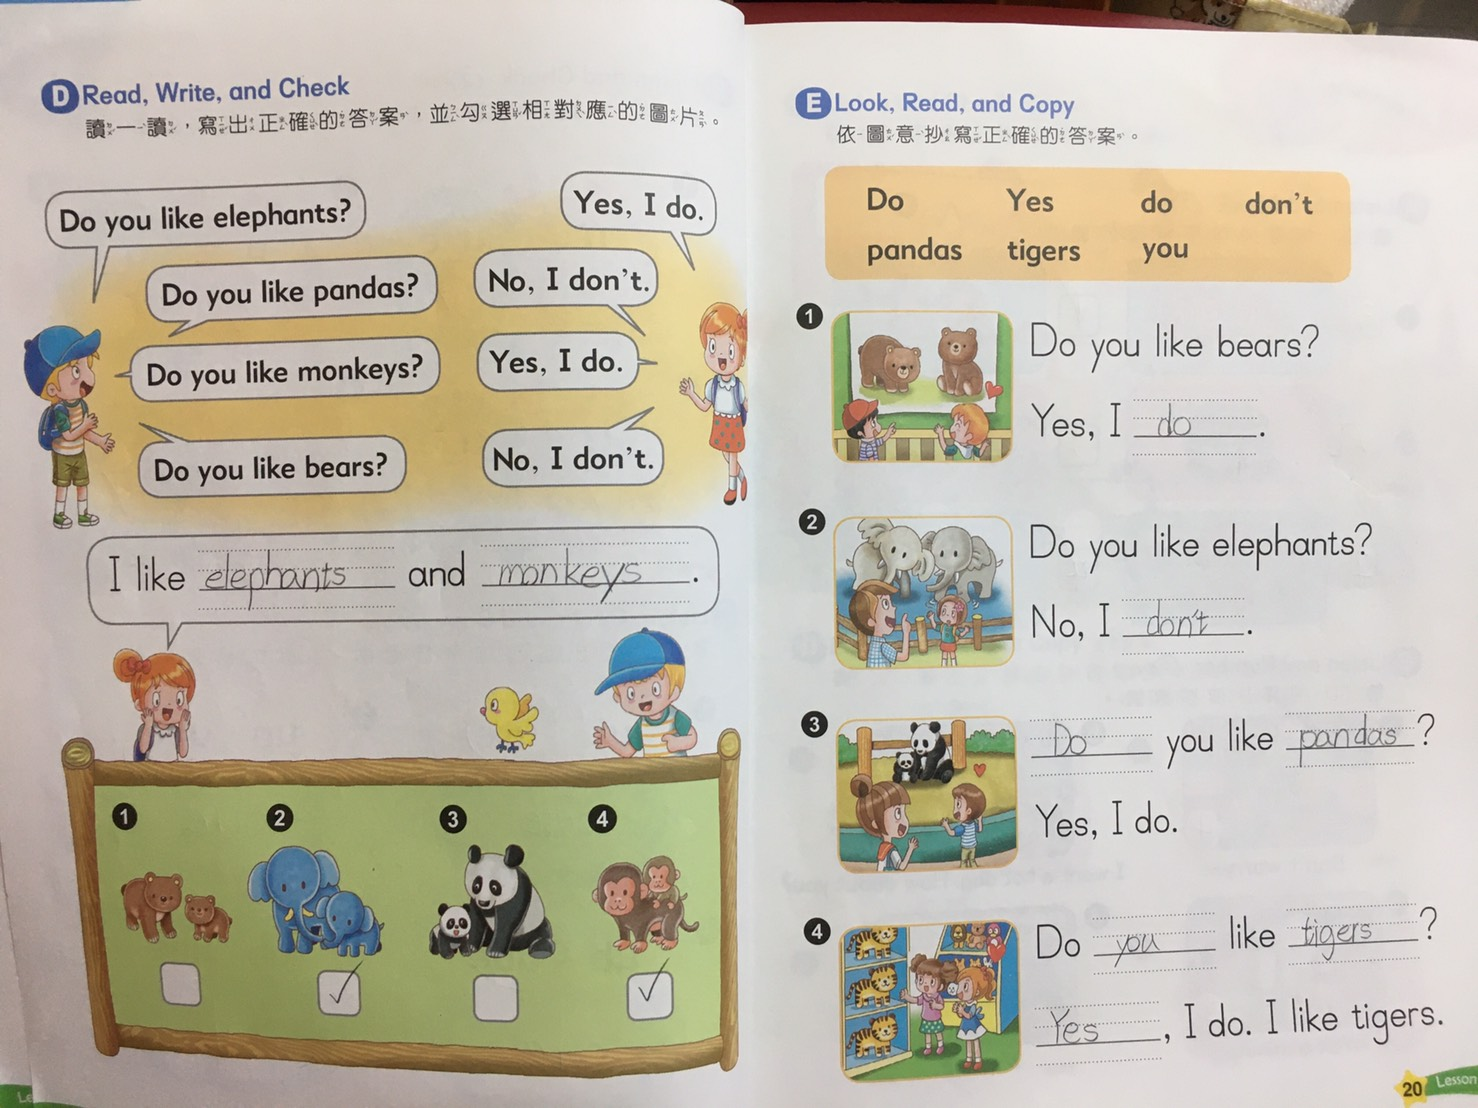 D Read, Write, and Check
讀一讀，寫出正確的答案，並勾選相對應的圖片。
Do you like elephants?
Yes, I do.
Do you like pandas?
No, I don't.
Do you like monkeys?
Yes, I do.
Do you like bears?
No, I don't.
I like elephants and monkeys.
1 2 3 4
E Look, Read, and Copy
依圖意抄寫正確的答案。
Do Yes do don't
pandas tigers you
1 Do you like bears?
Yes, I do.
2 Do you like elephants?
No, I don't.
3 Do you like pandas?
Yes, I do.
4 Do you like tigers?
Yes, I do. I like tigers.
20 Lesson